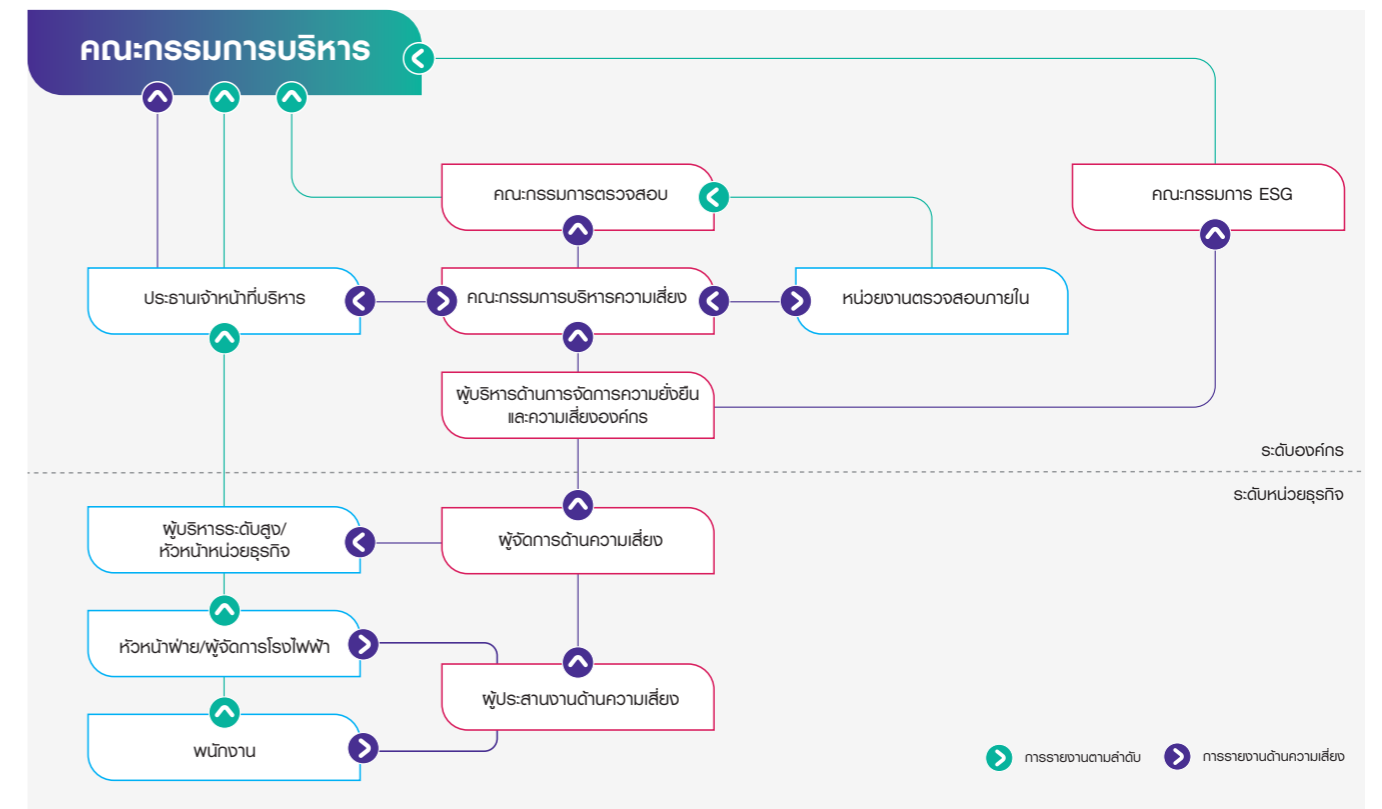 คณะกรรมการบริหาร
คณะกรรมการตรวจสอบ
คณะกรรมการ ESG
ประธานเจ้าหน้าที่บริหาร
คณะกรรมการบริหารความเสี่ยง
หน่วยงานตรวจสอบภายใน
ผู้บริหารด้านการจัดการความยั่งยืน
และความเสี่ยงองค์กร
ระดับองค์กร
ระดับหน่วยธุรกิจ
ผู้บริหารระดับสูง/
หัวหน้าหน่วยธุรกิจ
ผู้จัดการด้านความเสี่ยง
หัวหน้าฝ่าย/ผู้จัดการโรงไฟฟ้า
ผู้ประสานงานด้านความเสี่ยง
พนักงาน
การรายงานตามลำดับ
การรายงานด้านความเสี่ยง